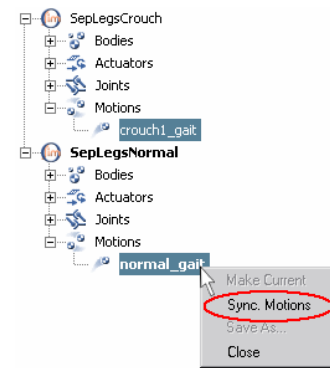 SepLegsCrouch
Bodies
Actuators
Joints
Motions
crouch1_gait
SepLegsNormal
Bodies
Actuators
Joints
Motions
normal_gait
Make Current
Sync. Motions
Save As...
Close